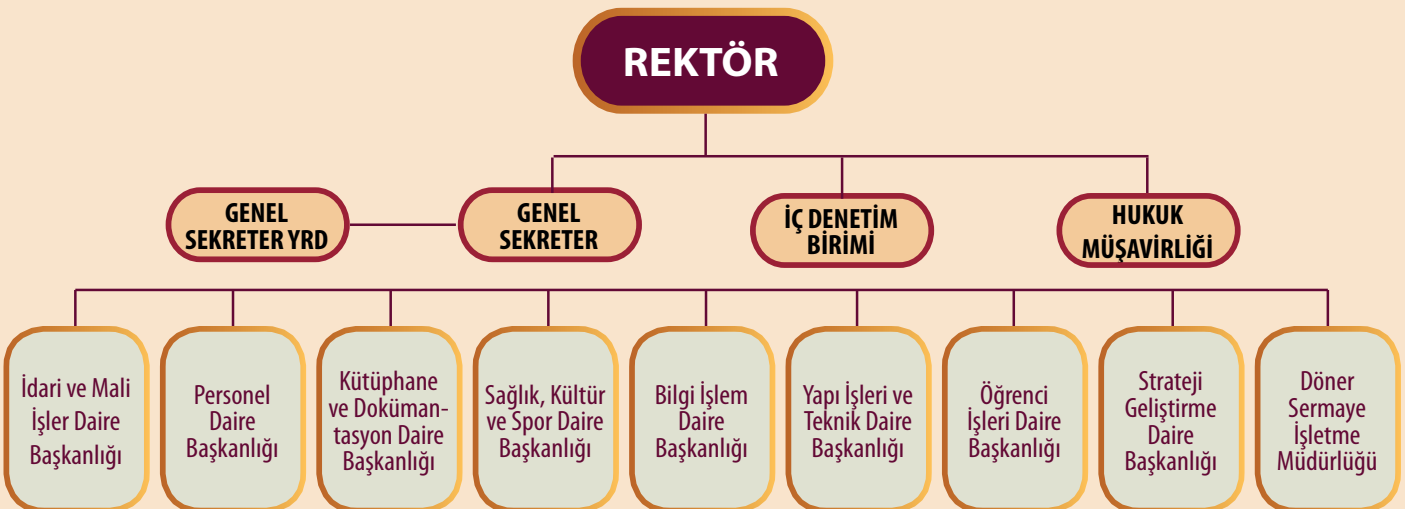 REKTÖR
GENEL
SEKRETER YRD
GENEL
SEKRETER
İÇ DENETİM
BİRİMİ
HUKUK
MÜŞAVİRLİĞİ
İdari ve Mali
İşler Daire
Başkanlığı
Personel
Daire
Başkanlığı
Kütüphane
ve Doküman-
tasyon Daire
Başkanlığı
Sağlık, Kültür
ve Spor Daire
Başkanlığı
Bilgi İşlem
Daire
Başkanlığı
Yapı İşleri ve
Teknik Daire
Başkanlığı
Öğrenci
İşleri Daire
Başkanlığı
Strateji
Geliştirme
Daire
Başkanlığı
Döner
Sermaye
İşletme
Müdürlüğü